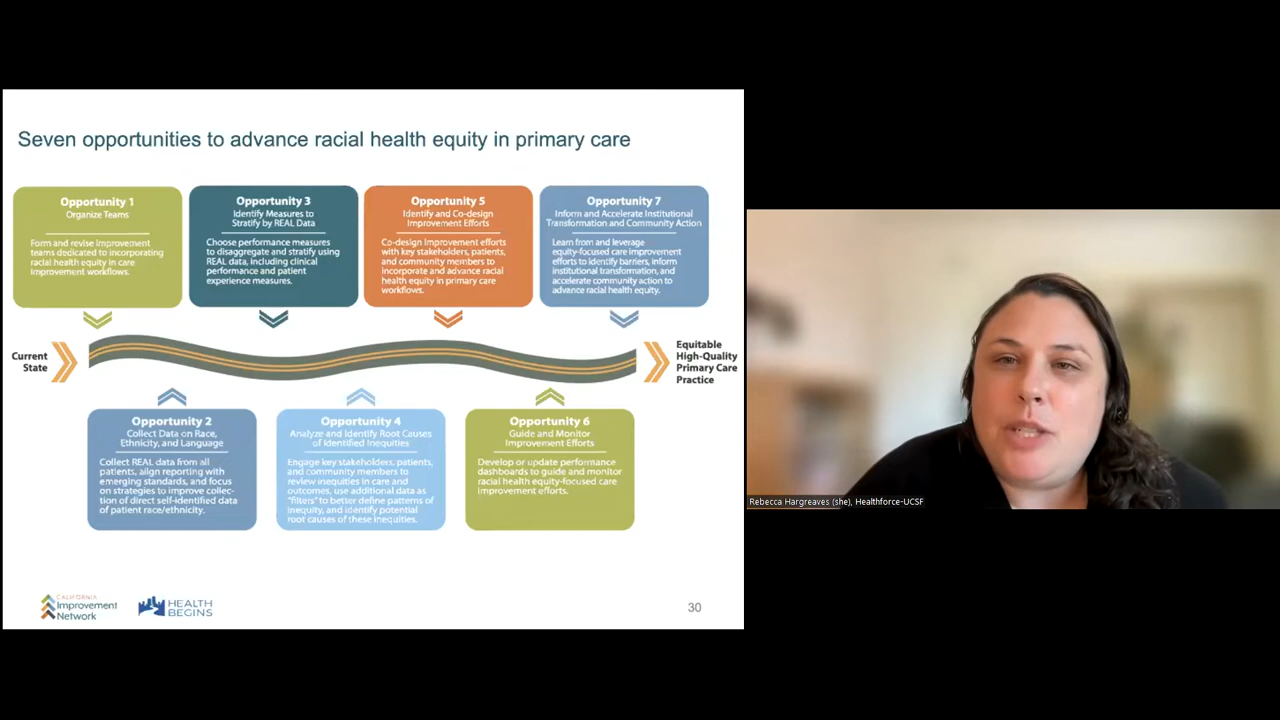 Seven opportunities to advance racial health equity in primary care
Opportunity 1
Organize Teams
Form and revise improvement
teams dedicated to incorporating
racial health equity in care
improvement workflows.
Opportunity 3
Identify Measures to
Stratify by REAL Data
Choose performance measures
to disaggregate and stratify using
REAL data, including clinical
performance and patient
experience measures.
Opportunity 5
Identify and Co-design
Improvement Efforts
Co-design improvement efforts
with key stakeholders, patients,
and community members to
incorporate and advance racial
health equity in primary care
workflows.
Opportunity 7
Inform and Accelerate Institutional
Transformation and Community Action
Learn from and leverage
equity-focused care improvement
efforts to identify barriers, inform
institutional transformation, and
accelerate community action to
advance racial health equity.
Current
State
Equitable
High-Quality
Primary Care
Practice
Opportunity 2
Collect Data on Race,
Ethnicity, and Language
Collect REAL data from all
patients, align reporting with
emerging standards, and focus
on strategies to improve collec-
tion of direct self-identified data
of patient race/ethnicity.
Opportunity 4
Analyze and Identify Root Causes
of Identified Inequities
Engage key stakeholders, patients,
and community members to
review inequities in care and
outcomes, use additional data as
"filters" to better define patterns of
inequity, and identify potential
root causes of these inequities.
Opportunity 6
Guide and Monitor
Improvement Efforts
Develop or update performance
dashboards to guide and monitor
racial health equity-focused care
improvement efforts.
CALIFORNIA
Improvement
Network
HEALTH
BEGINS
30
Rebecca Hargreaves (she), Healthforce-UCSF